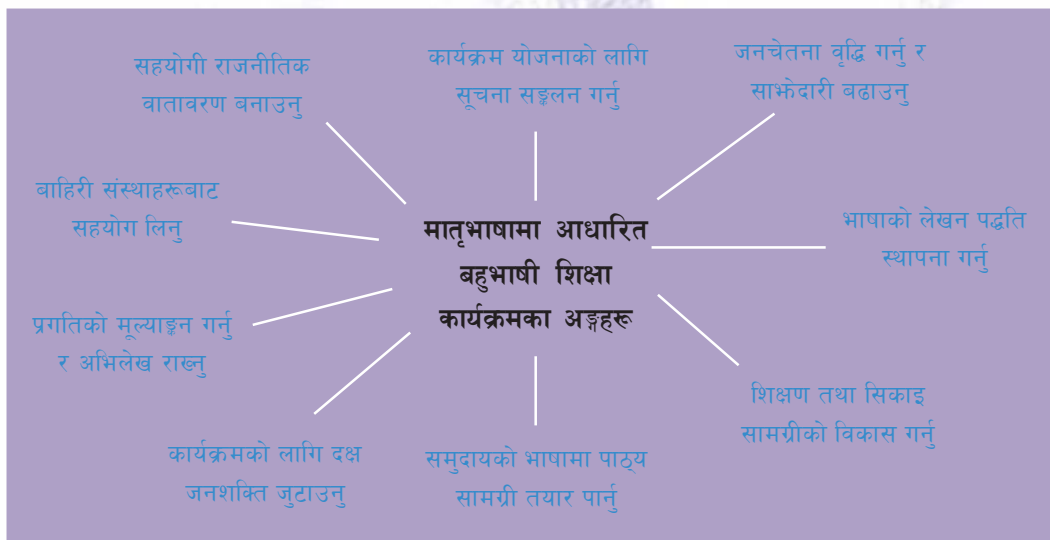 सहयोगी राजनीतिक
वातावरण बनाउनु
कार्यक्रम योजनाको लागि
सूचना सङ्कलन गर्नु
जनचेतना वृद्धि गर्नु र
साझेदारी बढाउनु
बाहिरी संस्थाहरूबाट
सहयोग लिनु
मातृभाषामा आधारित
बहुभाषी शिक्षा
कार्यक्रमका अङ्गहरू
भाषाको लेखन पद्धति
स्थापना गर्नु
प्रगतिको मूल्याङ्कन गर्नु
र अभिलेख राख्नु
शिक्षण तथा सिकाइ
सामग्रीको विकास गर्नु
कार्यक्रमको लागि दक्ष
जनशक्ति जुटाउनु
समुदायको भाषामा पाठ्य
सामग्री तयार पार्नु